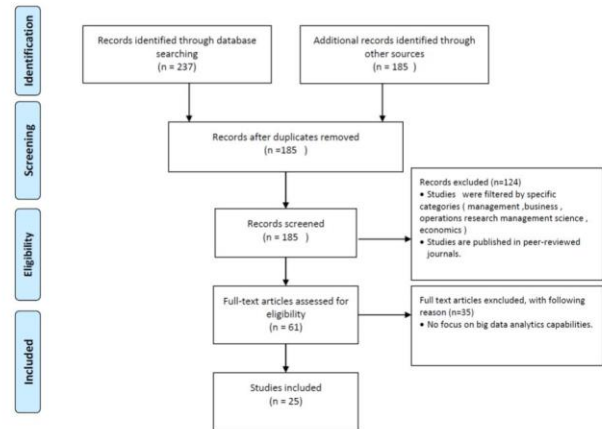 Identification
Records identified through database
searching
(n = 237)
Additional records identified through
other sources
(n = 185 )
Screening
Records after duplicates removed
(n =185 )
Records excluded (n=124)
• Studies were filtered by specific
categories ( management ,business ,
operations research management science ,
economics )
• Studies are published in peer-reviewed
journals.
Records screened
(n = 185 )
Eligibility
Full-text articles assessed for
eligibility
(n = 61)
Full text articles exncluded, with following
reason (n=35)
• No focus on big data analytics capabilities.
Included
Studies included
(n = 25)